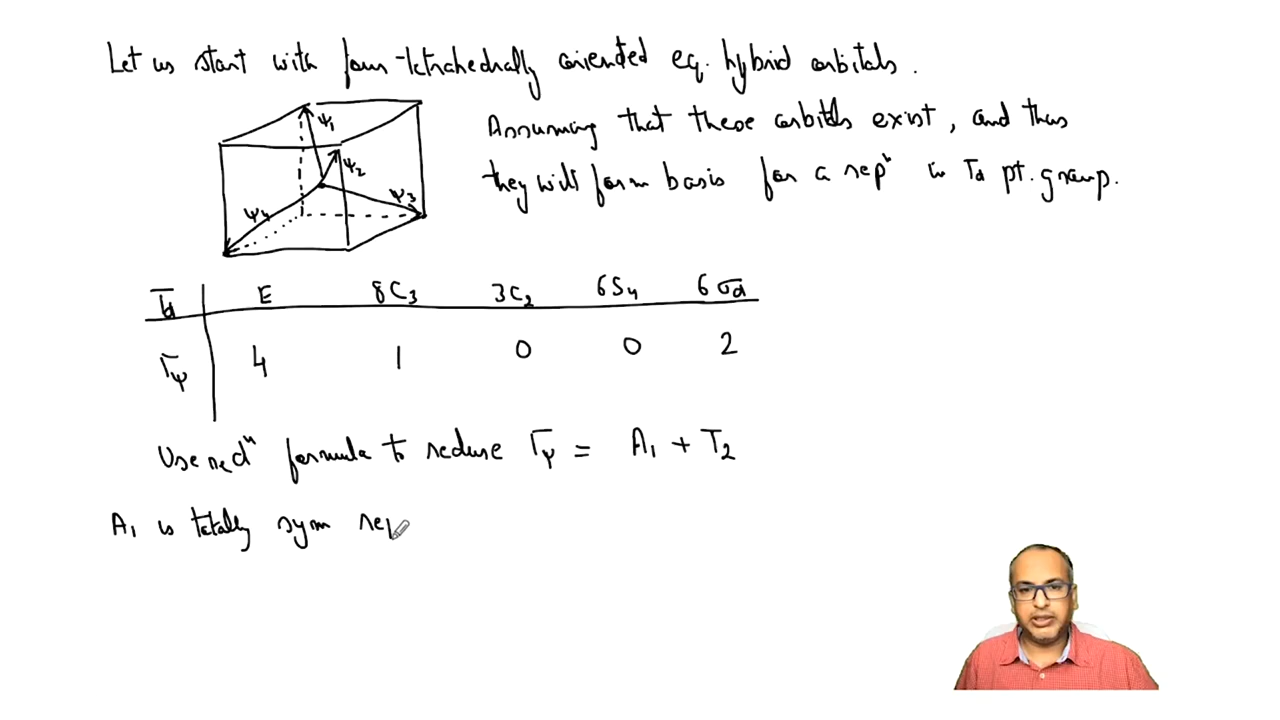 Let us start with four tetrahedrally oriented eq. hybrid orbitals.
Assuming that these orbitals exist, and thus
they will form basis for a repⁿ in Td pt. group.
Ψ1
Ψ2
Ψ3
Ψ4
Td E 8C3 3C2 6S4 6σd
ΓΨ 4 1 0 0 2
Use redⁿ formula to reduce ΓΨ = A1 + T2
A1 is totally sym rep